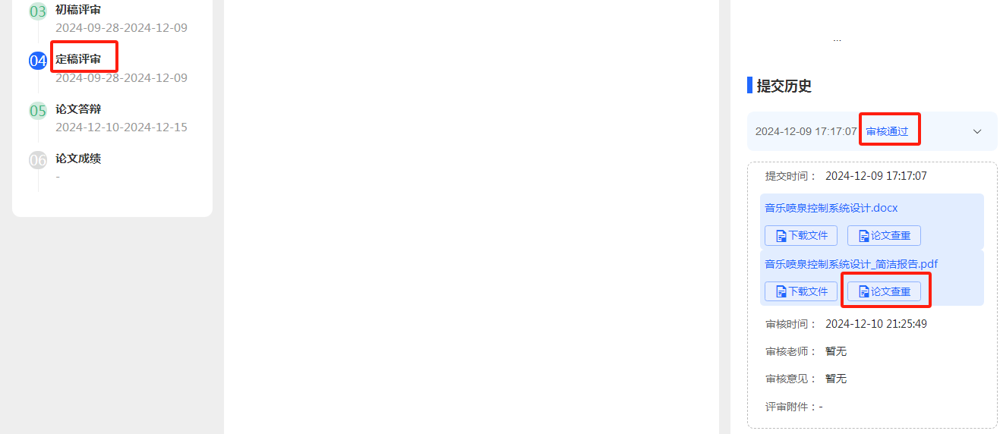 03 初稿评审
2024-09-28-2024-12-09
04 定稿评审
2024-09-28-2024-12-09
05 论文答辩
2024-12-10-2024-12-15
06 论文成绩
-
...
提交历史
2024-12-09 17:17:07 审核通过
提交时间： 2024-12-09 17:17:07
音乐喷泉控制系统设计.docx
下载文件 论文查重
音乐喷泉控制系统设计_简洁报告.pdf
下载文件 论文查重
审核时间： 2024-12-10 21:25:49
审核老师： 暂无
审核意见： 暂无
评审附件：-